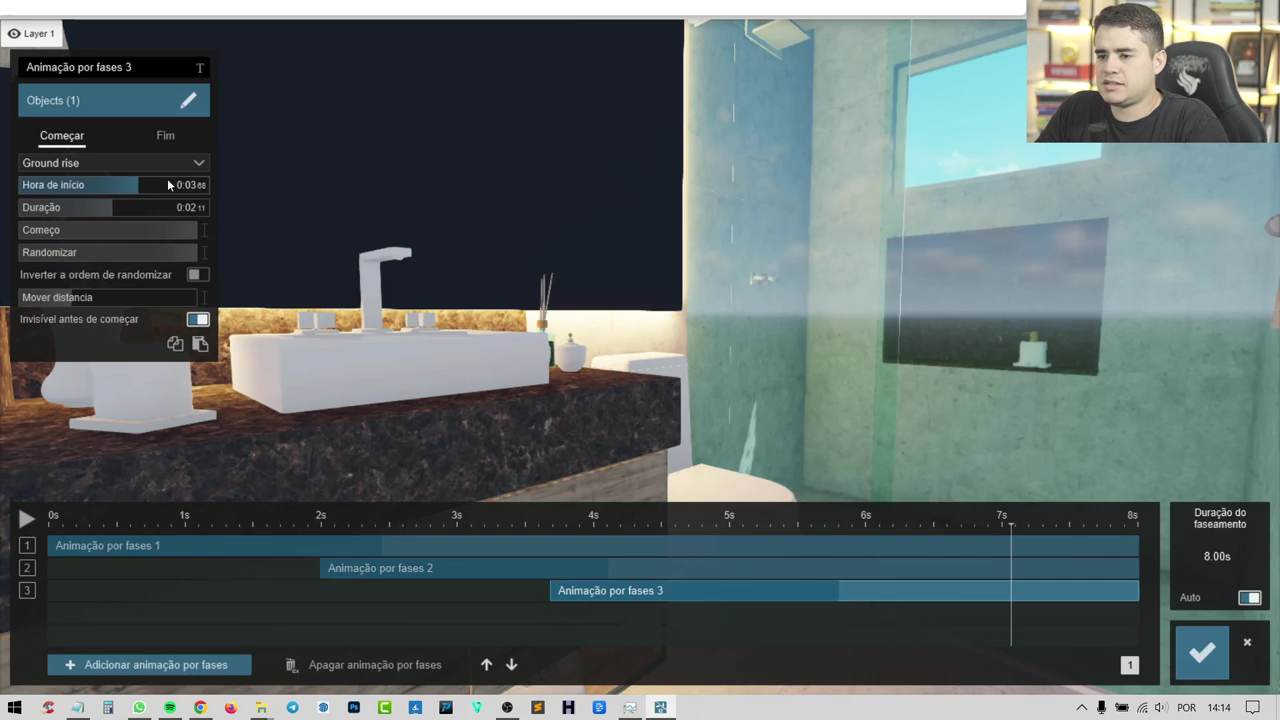 Layer 1
Animação por fases 3
Objects (1)
Começar Fim
Ground rise
Hora de início 0:03 68
Duração 0:02 11
Começo
Randomizar
Inverter a ordem de randomizar
Mover distancia
Invisível antes de começar
0s 1s 2s 3s 4s 5s 6s 7s 8s
1 Animação por fases 1
2 Animação por fases 2
3 Animação por fases 3
+ Adicionar animação por fases Apagar animação por fases 1
Duração do
faseamento
8.00s
Auto
POR 14:14